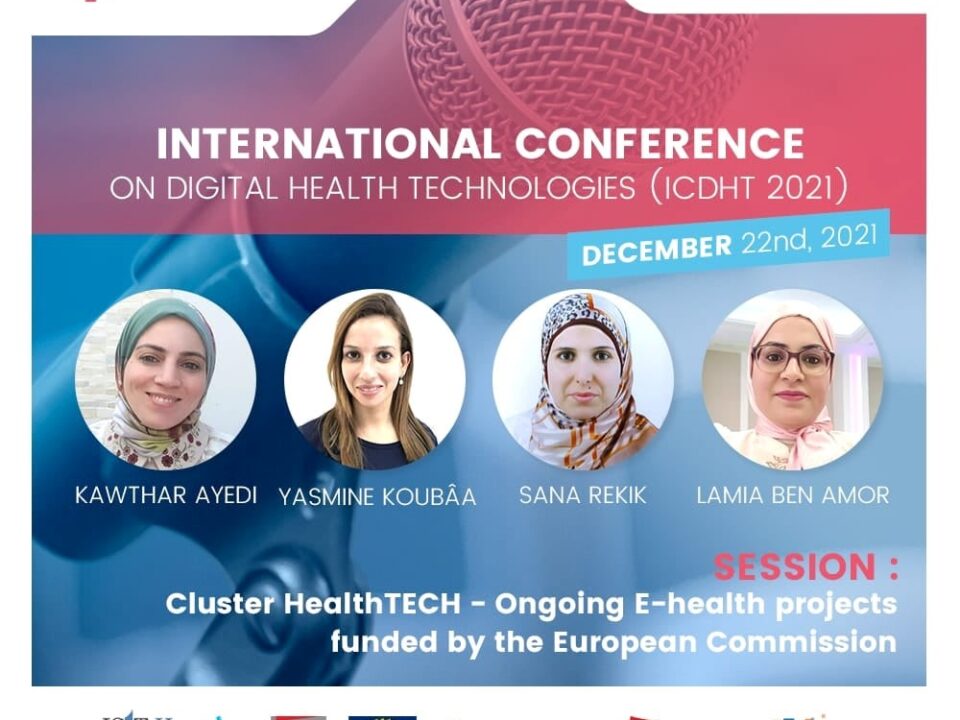 INTERNATIONAL CONFERENCE
ON DIGITAL HEALTH TECHNOLOGIES (ICDHT 2021)
DECEMBER 22nd, 2021
KAWTHAR AYEDI
YASMINE KOUBÂA
SANA REKIK
LAMIA BEN AMOR
SESSION :
Cluster HealthTECH - Ongoing E-health projects
funded by the European Commission